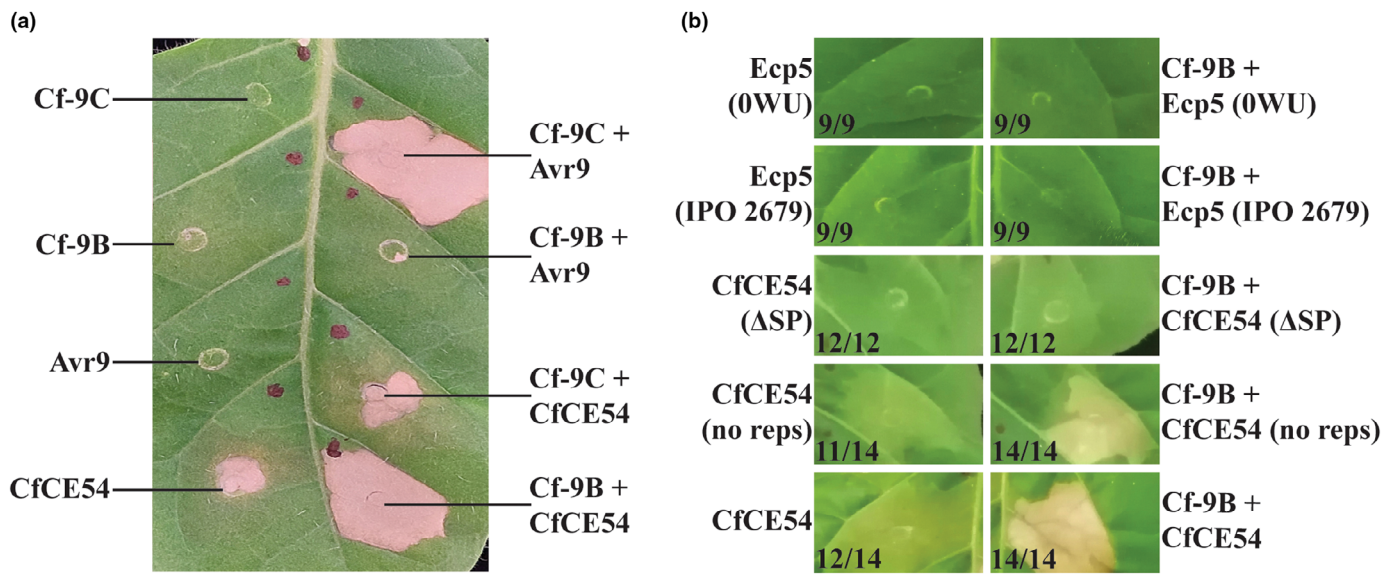 (a)
Cf-9C
Cf-9B
Avr9
CfCE54
Cf-9C +
Avr9
Cf-9B +
Avr9
Cf-9C +
CfCE54
Cf-9B +
CfCE54
(b)
Ecp5
(0WU)
9/9
9/9
Cf-9B +
Ecp5 (0WU)
Ecp5
(IPO 2679)
9/9
9/9
Cf-9B +
Ecp5 (IPO 2679)
CfCE54
(ΔSP)
12/12
12/12
Cf-9B +
CfCE54 (ΔSP)
CfCE54
(no reps)
11/14
14/14
Cf-9B +
CfCE54 (no reps)
CfCE54
12/14
14/14
Cf-9B +
CfCE54